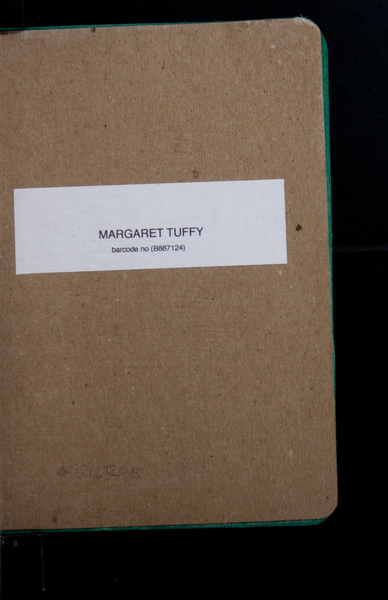 MARGARET TUFFY
barcode no (B887124)